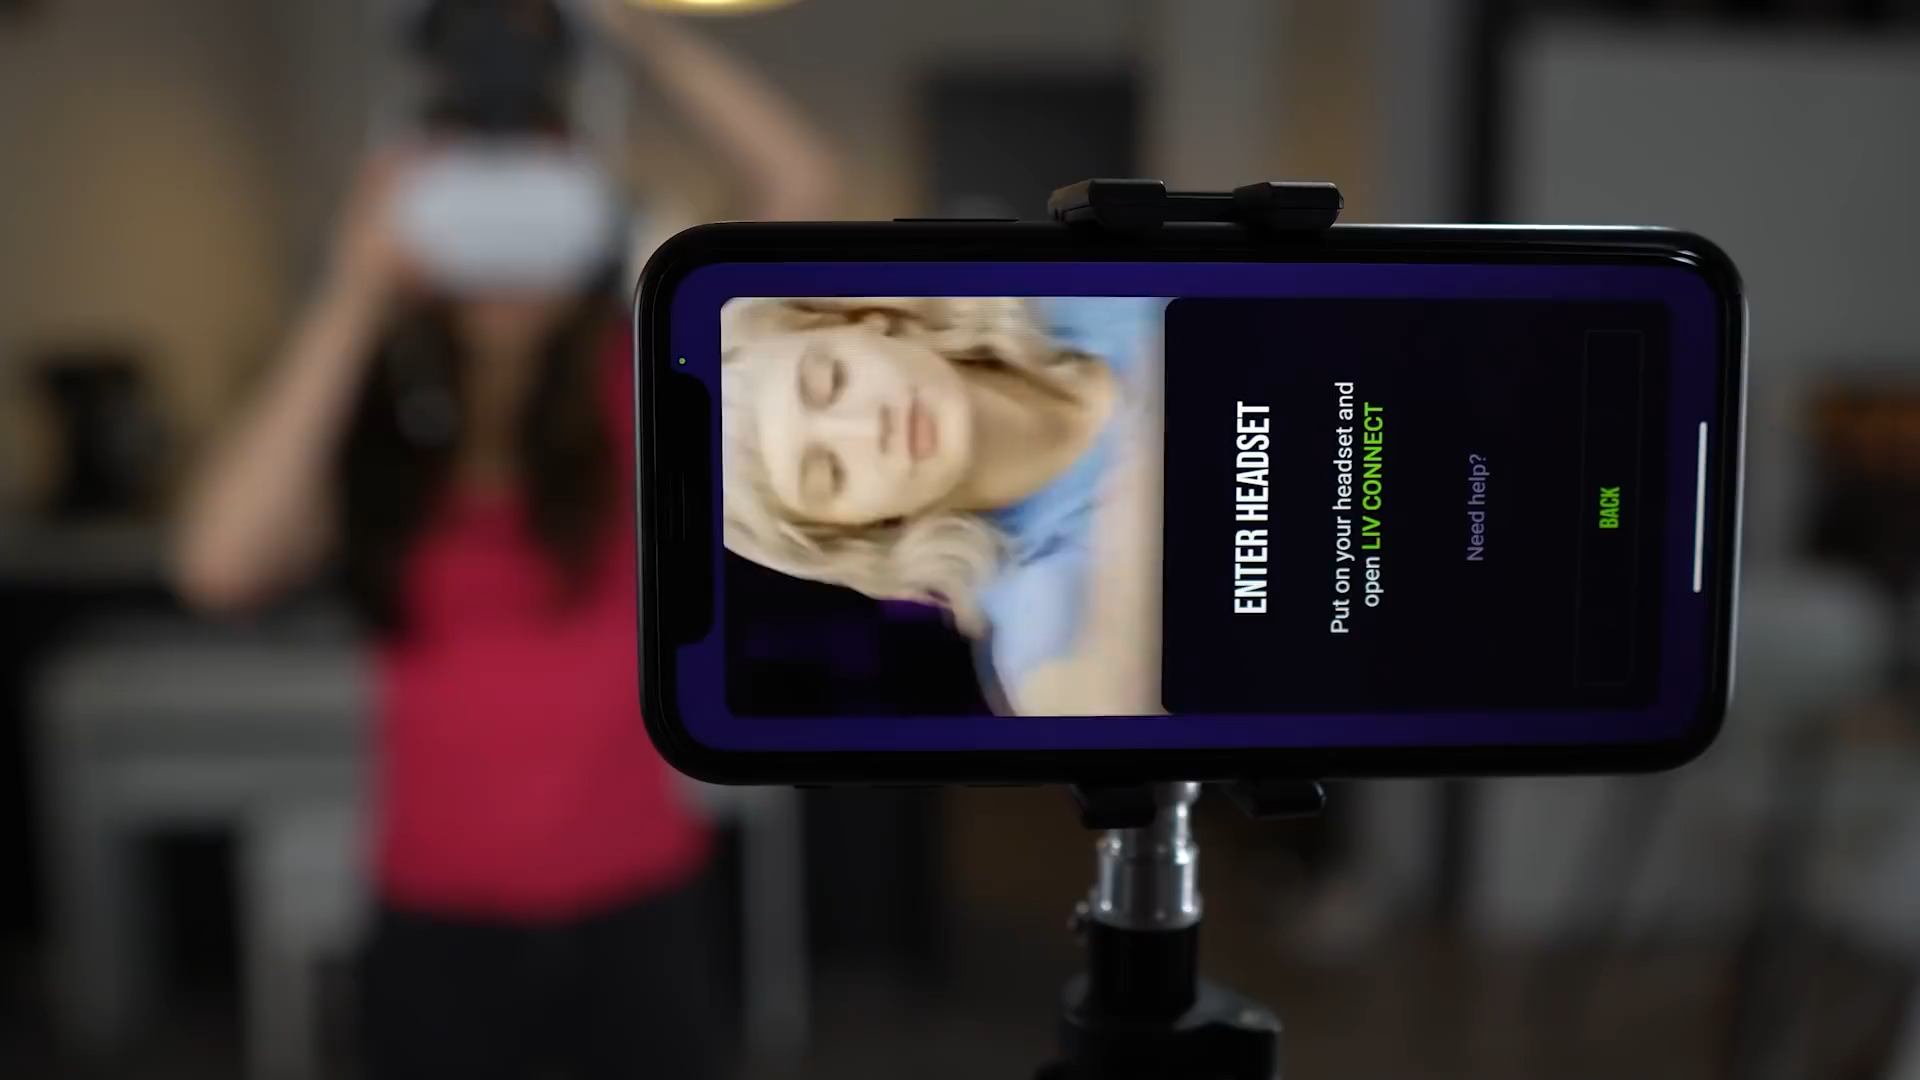 ENTER HEADSET
Put on your headset and
open LIV CONNECT
Need help?
BACK